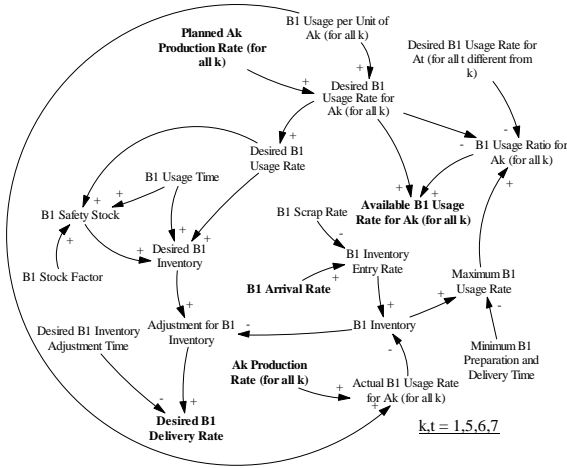 B1 Usage per Unit of
Ak (for all k)
Planned Ak
Production Rate (for
all k)
Desired B1 Usage Rate for
At (for all t different from
k)
+
+
Desired B1
Usage Rate for
Ak (for all k)
-
-
-
B1 Usage Ratio for
Ak (for all k)
+
Desired B1
Usage Rate
+
+
+
B1 Usage Time
+
+
B1 Safety Stock
+
Available B1 Usage
Rate for Ak (for all k)
B1 Scrap Rate
-
+
+
+
Desired B1
Inventory
B1 Inventory
Entry Rate
+
B1 Stock Factor
B1 Arrival Rate
Maximum B1
Usage Rate
-
+
+
+
Desired B1 Inventory
Adjustment Time
Adjustment for B1
Inventory
-
B1 Inventory
-
Minimum B1
Preparation and
Delivery Time
Ak Production
Rate (for all k)
+
+
Actual B1 Usage Rate
for Ak (for all k)
-
+
Desired B1
Delivery Rate
k,t = 1,5,6,7